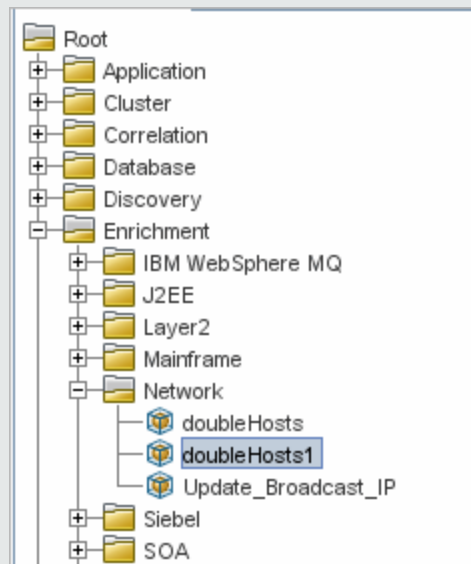 Root
Application
Cluster
Correlation
Database
Discovery
Enrichment
IBM WebSphere MQ
J2EE
Layer2
Mainframe
Network
doubleHosts
doubleHosts1
Update_Broadcast_IP
Siebel
SOA